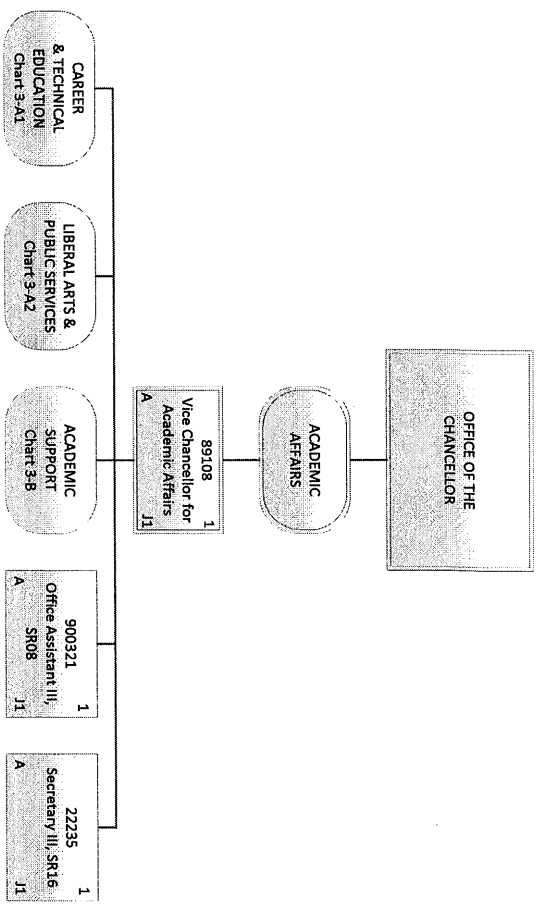 OFFICE OF THE
CHANCELLOR
ACADEMIC
AFFAIRS
1
89108
Vice Chancellor for
Academic Affairs
A
J1
CAREER
& TECHNICAL
EDUCATION
Chart 3-A1
LIBERAL ARTS &
PUBLIC SERVICES
Chart 3-A2
ACADEMIC
SUPPORT
Chart 3-B
1
900321
Office Assistant III,
SR08
A
J1
1
22235
Secretary III, SR16
A
J1